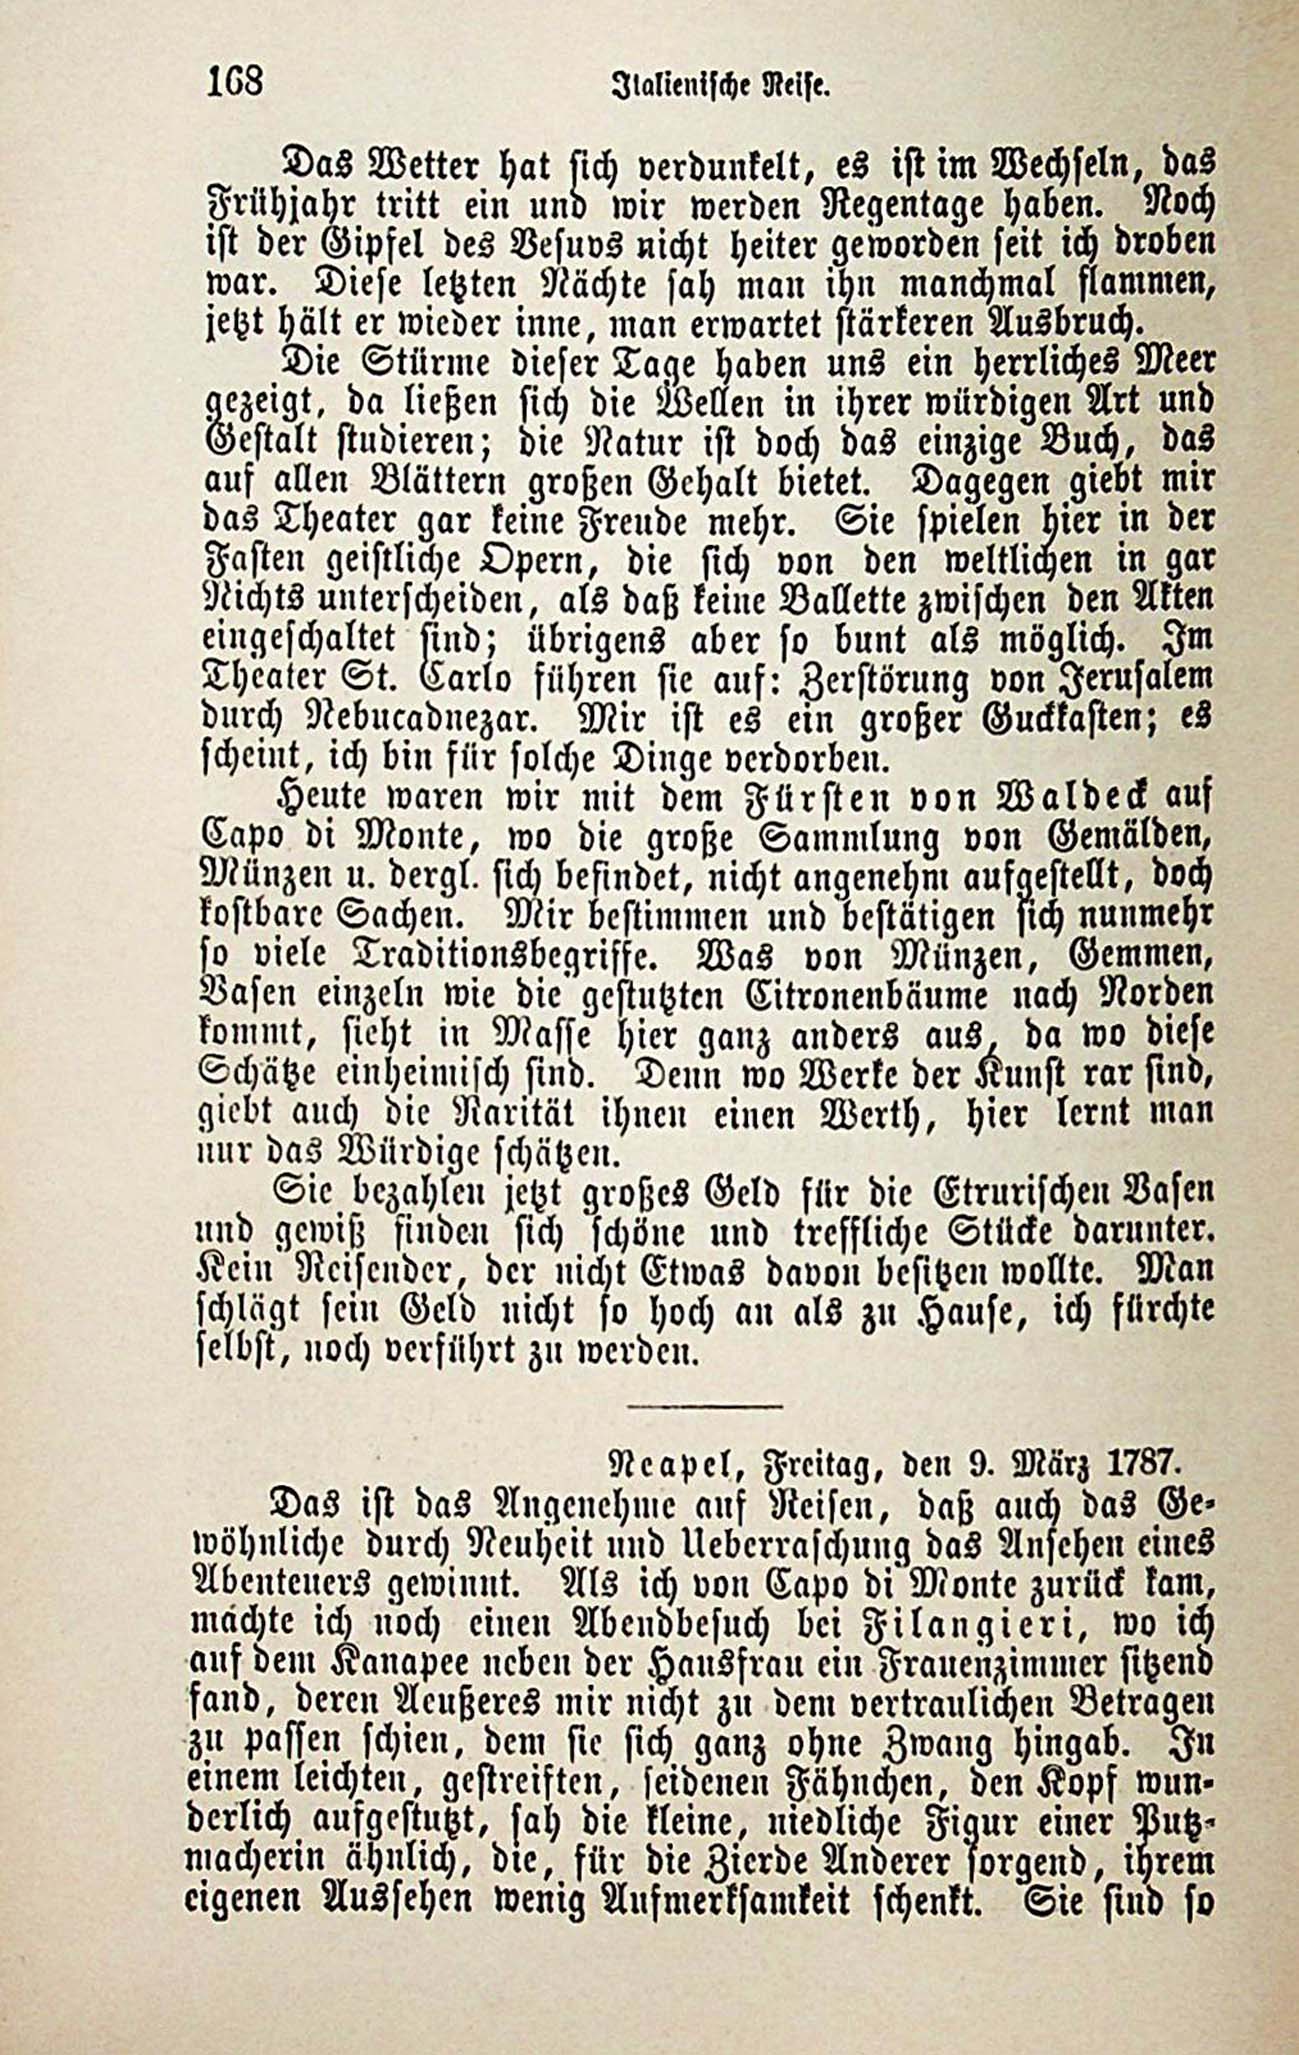 168 Italienische Reise.
Das Wetter hat sich verdunkelt, es ist im Wechseln, das
Frühjahr tritt ein und wir werden Regentage haben. Noch
ist der Gipfel des Vesuvs nicht heiter geworden seit ich droben
war. Diese letzten Nächte sah man ihn manchmal flammen,
jetzt hält er wieder inne, man erwartet stärkeren Ausbruch.
Die Stürme dieser Tage haben uns ein herrliches Meer
gezeigt, da ließen sich die Wellen in ihrer würdigen Art und
Gestalt studieren; die Natur ist doch das einzige Buch, das
auf allen Blättern großen Gehalt bietet. Dagegen giebt mir
das Theater gar keine Freude mehr. Sie spielen hier in der
Fasten geistliche Opern, die sich von den weltlichen in gar
Nichts unterscheiden, als daß keine Ballette zwischen den Akten
eingeschaltet sind; übrigens aber so bunt als möglich. Im
Theater St. Carlo führen sie auf: Zerstörung von Jerusalem
durch Nebucadnezar. Mir ist es ein großer Guckkasten; es
scheint, ich bin für solche Dinge verdorben.
Heute waren wir mit dem Fürsten von Waldeck auf
Capo di Monte, wo die große Sammlung von Gemälden,
Münzen u. dergl. sich befindet, nicht angenehm aufgestellt, doch
kostbare Sachen. Mir bestimmen und bestätigen sich nunmehr
so viele Traditionsbegriffe. Was von Münzen, Gemmen,
Vasen einzeln wie die gestutzten Citronenbäume nach Norden
kommt, sieht in Masse hier ganz anders aus, da wo diese
Schätze einheimisch sind. Denn wo Werke der Kunst rar sind,
giebt auch die Rarität ihnen einen Werth, hier lernt man
nur das Würdige schätzen.
Sie bezahlen jetzt großes Geld für die Etrurischen Vasen
und gewiß finden sich schöne und treffliche Stücke darunter.
Kein Reisender, der nicht Etwas davon besitzen wollte. Man
schlägt sein Geld nicht so hoch an als zu Hause, ich fürchte
selbst, noch verführt zu werden.
Neapel, Freitag, den 9. März 1787.
Das ist das Angenehme auf Reisen, daß auch das Ge-
wöhnliche durch Neuheit und Ueberraschung das Ansehen eines
Abenteuers gewinnt. Als ich von Capo di Monte zurück kam,
machte ich noch einen Abendbesuch bei Filangieri, wo ich
auf dem Kanapee neben der Hausfrau ein Frauenzimmer sitzend
fand, deren Aeußeres mir nicht zu dem vertraulichen Betragen
zu passen schien, dem sie sich ganz ohne Zwang hingab. In
einem leichten, gestreiften, seidenen Fähnchen, den Kopf wun-
derlich aufgestutzt, sah die kleine, niedliche Figur einer Putz-
macherin ähnlich, die, für die Zierde Anderer sorgend, ihrem
eigenen Aussehen wenig Aufmerksamkeit schenkt. Sie sind so